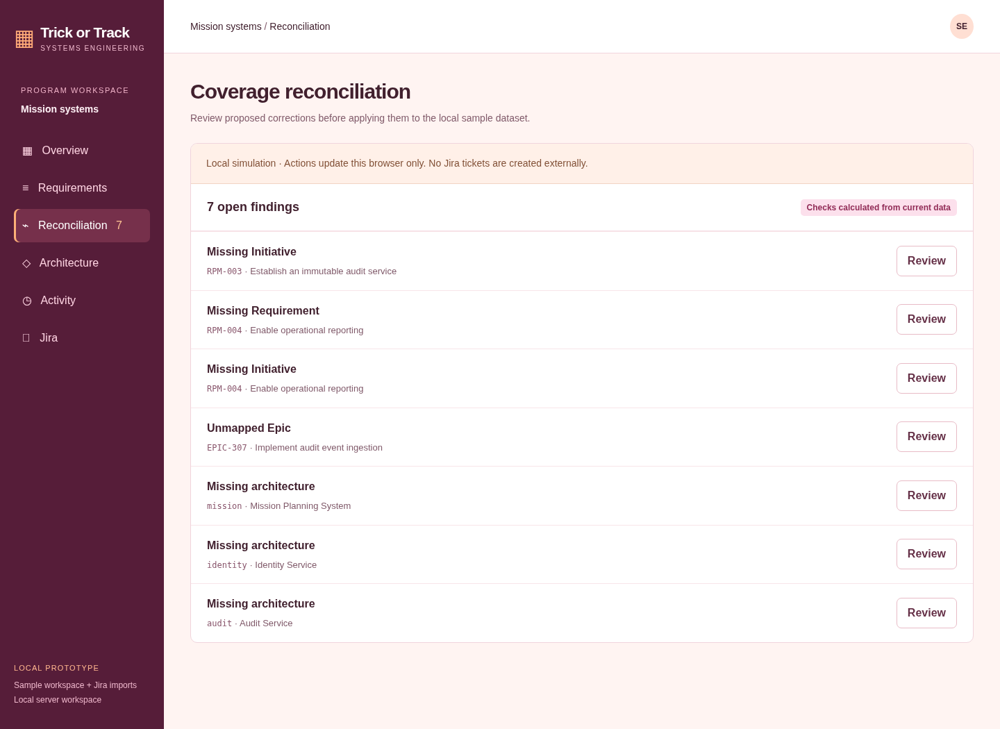 Trick or Track
SYSTEMS ENGINEERING
PROGRAM WORKSPACE
Mission systems
Overview
Requirements
Reconciliation 7
Architecture
Activity
Jira
LOCAL PROTOTYPE
Sample workspace + Jira imports
Local server workspace
Mission systems / Reconciliation
SE
Coverage reconciliation
Review proposed corrections before applying them to the local sample dataset.
Local simulation · Actions update this browser only. No Jira tickets are created externally.
7 open findings
Checks calculated from current data
Missing Initiative
RPM-003 · Establish an immutable audit service
Review
Missing Requirement
RPM-004 · Enable operational reporting
Review
Missing Initiative
RPM-004 · Enable operational reporting
Review
Unmapped Epic
EPIC-307 · Implement audit event ingestion
Review
Missing architecture
mission · Mission Planning System
Review
Missing architecture
identity · Identity Service
Review
Missing architecture
audit · Audit Service
Review